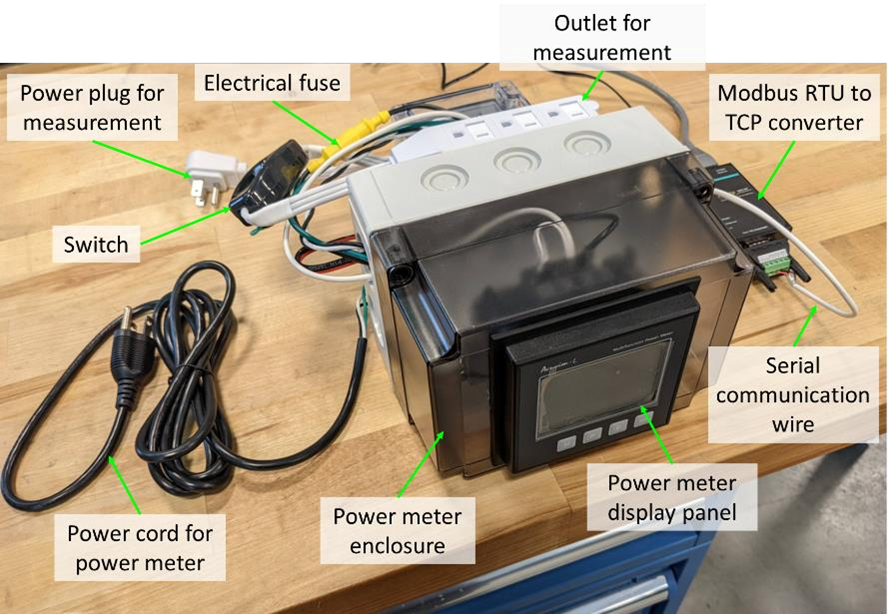 Outlet for
measurement
Electrical fuse
Power plug for
measurement
Modbus RTU to
TCP converter
Switch
Serial
communication
wire
Power meter
display panel
Power meter
enclosure
Power cord for
power meter